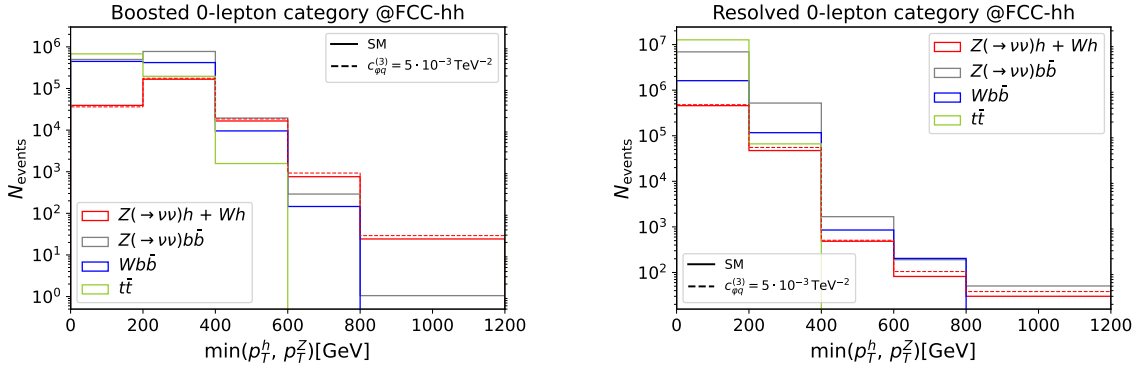 Boosted 0-lepton category @FCC-hh
N_events
10^6
10^5
10^4
10^3
10^2
10^1
10^0
SM
c_{φq}^{(3)} = 5 · 10^{-3} TeV^{-2}
Z(→νν)h + Wh
Z(→νν)bb̄
Wbb̄
tt̄
0 200 400 600 800 1000 1200
min(p_T^h, p_T^Z)[GeV]
Resolved 0-lepton category @FCC-hh
N_events
10^7
10^6
10^5
10^4
10^3
10^2
Z(→νν)h + Wh
Z(→νν)bb̄
Wbb̄
tt̄
SM
c_{φq}^{(3)} = 5 · 10^{-3} TeV^{-2}
0 200 400 600 800 1000 1200
min(p_T^h, p_T^Z)[GeV]